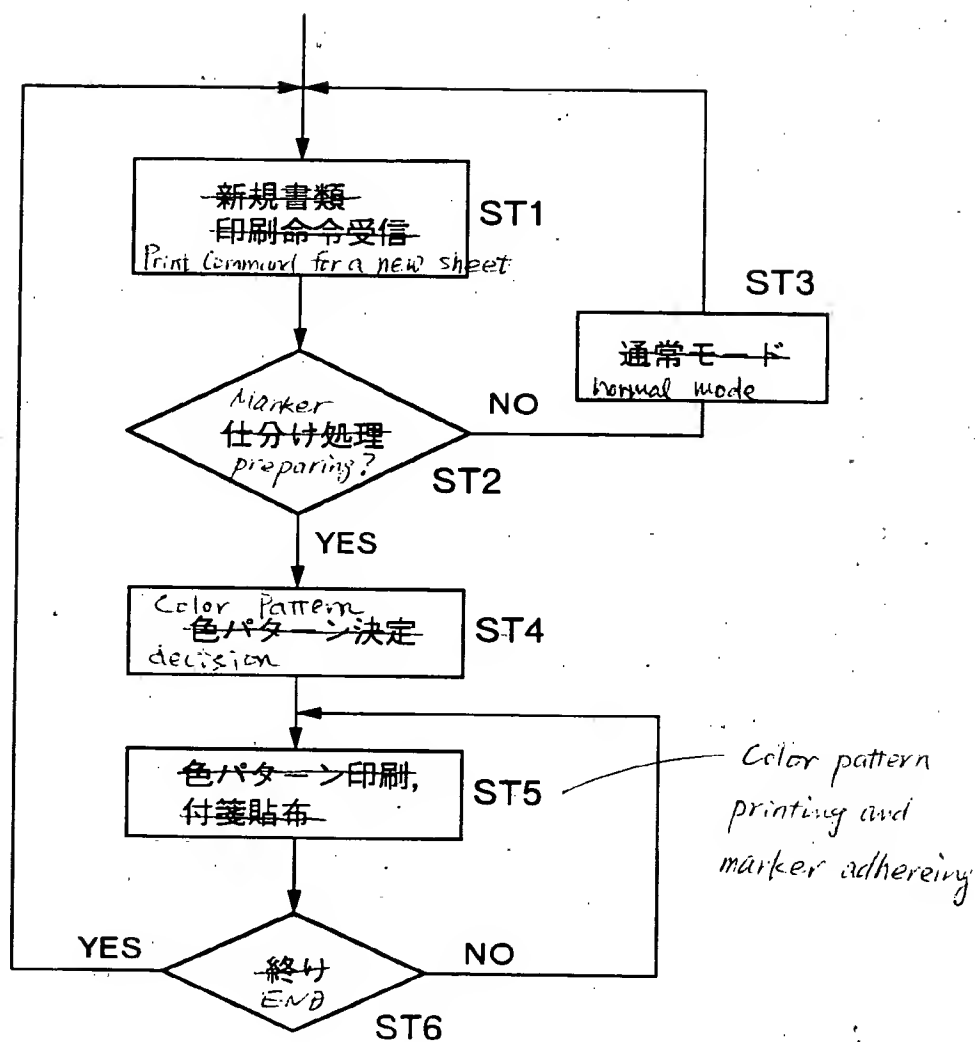 新規書類
印刷命令受信
Print Command for a new sheet
ST1
ST3
通常モード
normal mode
Marker
仕分け処理
preparing?
NO
ST2
YES
Color Pattern
色パターン決定
decision
ST4
色パターン印刷,
付箋貼布
ST5
Color pattern
printing and
marker adhereing
YES
終け
END
NO
ST6